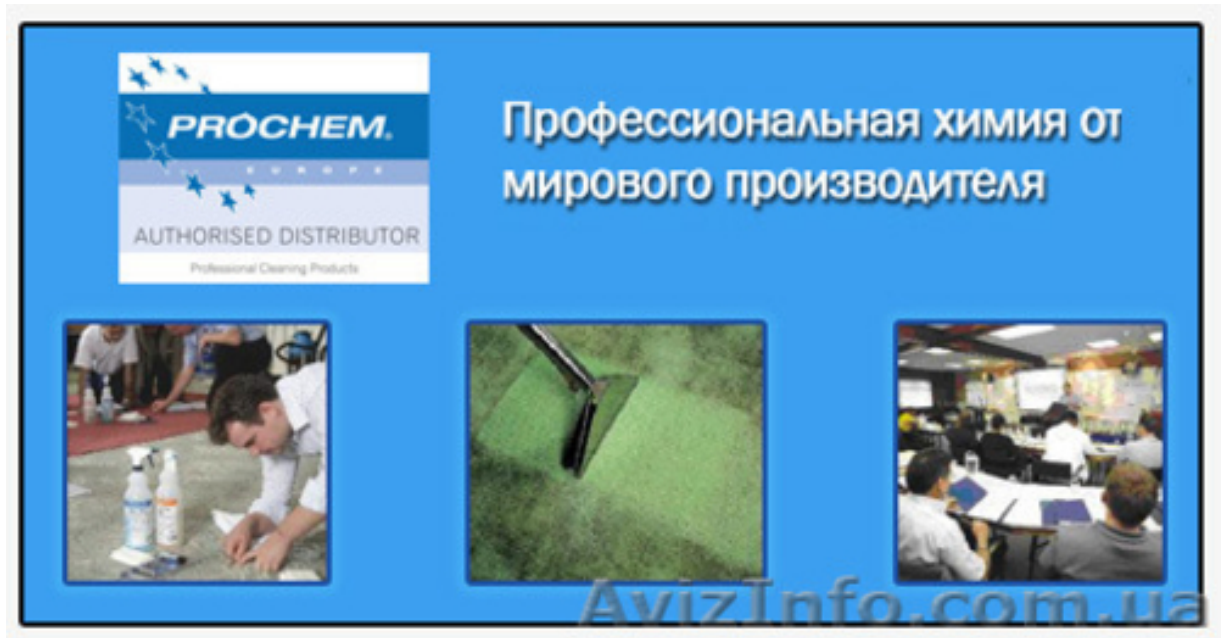 PROCHEM.
EUROPE
AUTHORISED DISTRIBUTOR
Professional Cleaning Products
Профессиональная химия от
мирового производителя
AvizInfo.com.ua